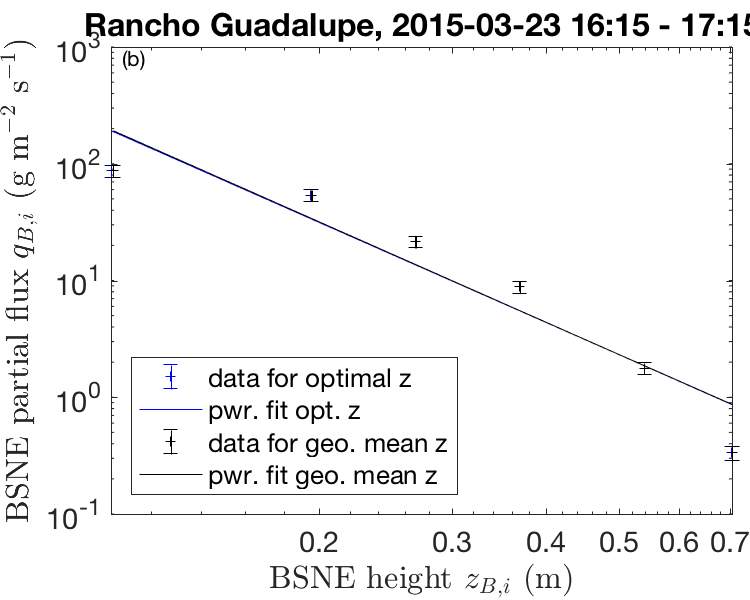 Rancho Guadalupe, 2015-03-23 16:15 - 17:15
(b)
BSNE partial flux q_{B,i} (g m^{-2} s^{-1})
10^3
10^2
10^1
10^0
10^{-1}
data for optimal z
pwr. fit opt. z
data for geo. mean z
pwr. fit geo. mean z
0.2 0.3 0.4 0.5 0.6 0.7
BSNE height z_{B,i} (m)